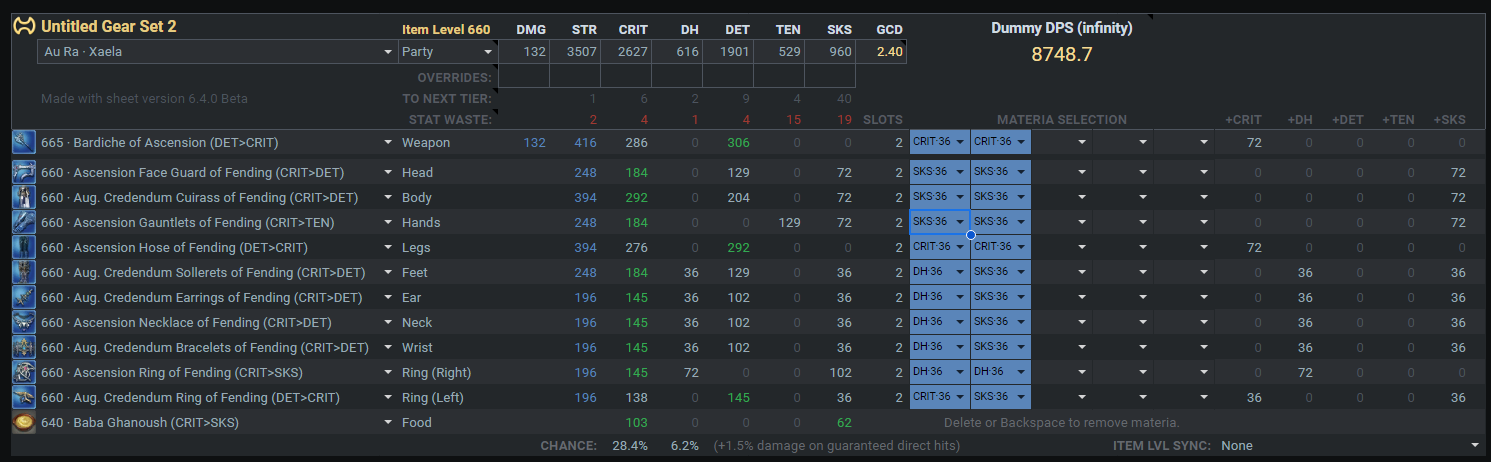 Untitled Gear Set 2 Item Level 660 DMG STR CRIT DH DET TEN SKS GCD Dummy DPS (infinity)
Au Ra · Xaela Party 132 3507 2627 616 1901 529 960 2.40 8748.7
OVERRIDES:
Made with sheet version 6.4.0 Beta TO NEXT TIER: 1 6 2 9 4 40
STAT WASTE: 2 4 1 4 15 19 SLOTS MATERIA SELECTION +CRIT +DH +DET +TEN +SKS
665 · Bardiche of Ascension (DET>CRIT) Weapon 132 416 286 0 306 0 0 2 CRIT·36 CRIT·36 72 0 0 0 0
660 · Ascension Face Guard of Fending (CRIT>DET) Head 248 184 0 129 0 72 2 SKS·36 SKS·36 0 0 0 0 72
660 · Aug. Credendum Cuirass of Fending (CRIT>DET) Body 394 292 0 204 0 72 2 SKS·36 SKS·36 0 0 0 0 72
660 · Ascension Gauntlets of Fending (CRIT>TEN) Hands 248 184 0 0 129 72 2 SKS·36 SKS·36 0 0 0 0 72
660 · Ascension Hose of Fending (DET>CRIT) Legs 394 276 0 292 0 0 2 CRIT·36 CRIT·36 72 0 0 0 0
660 · Aug. Credendum Sollerets of Fending (CRIT>DET) Feet 248 184 36 129 0 36 2 DH·36 SKS·36 0 36 0 0 36
660 · Aug. Credendum Earrings of Fending (CRIT>DET) Ear 196 145 36 102 0 36 2 DH·36 SKS·36 0 36 0 0 36
660 · Ascension Necklace of Fending (CRIT>DET) Neck 196 145 36 102 0 36 2 DH·36 SKS·36 0 36 0 0 36
660 · Aug. Credendum Bracelets of Fending (CRIT>DET) Wrist 196 145 36 102 0 36 2 DH·36 SKS·36 0 36 0 0 36
660 · Ascension Ring of Fending (CRIT>SKS) Ring (Right) 196 145 72 0 0 102 2 DH·36 DH·36 0 72 0 0 0
660 · Aug. Credendum Ring of Fending (DET>CRIT) Ring (Left) 196 138 0 145 0 36 2 CRIT·36 SKS·36 36 0 0 0 36
640 · Baba Ghanoush (CRIT>SKS) Food 103 0 0 0 62 Delete or Backspace to remove materia.
CHANCE: 28.4% 6.2% (+1.5% damage on guaranteed direct hits) ITEM LVL SYNC: None